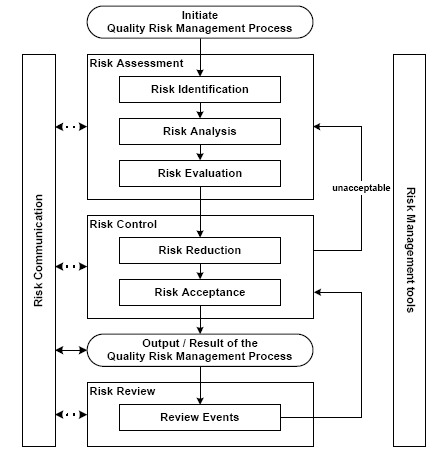 Initiate
Quality Risk Management Process
Risk Assessment
Risk Identification
Risk Analysis
Risk Evaluation
unacceptable
Risk Control
Risk Reduction
Risk Acceptance
Output / Result of the
Quality Risk Management Process
Risk Review
Review Events
Risk Communication
Risk Management tools